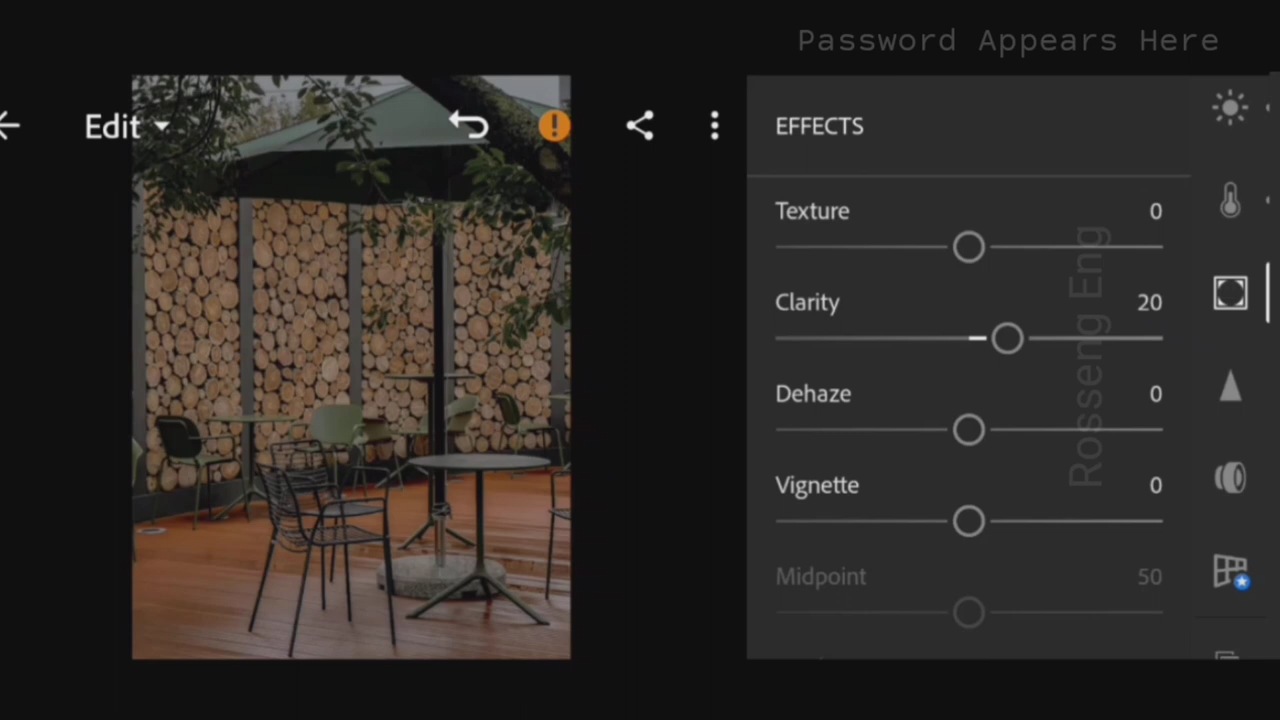 Password Appears Here
Edit
EFFECTS
Texture 0
Clarity 20
Dehaze 0
Vignette 0
Midpoint 50
Rosseng Eng